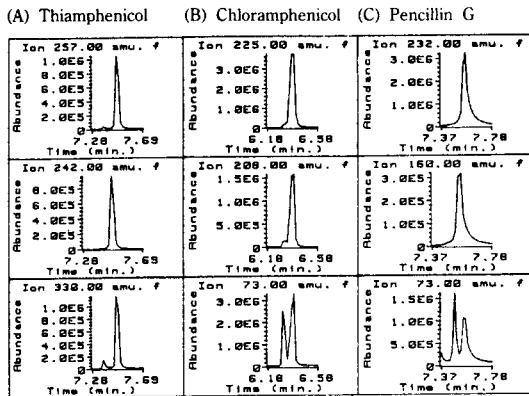 (A) Thiamphenicol (B) Chloramphenicol (C) Pencillin G
Ion 257.00 amu. f
Abundance
1.0E6
8.0E5
6.0E5
4.0E5
2.0E5
0
7.28 7.69
Time (min.)
Ion 225.00 amu. f
Abundance
3.0E6
2.0E6
1.0E6
0
6.18 6.58
Time (min.)
Ion 232.00 amu. f
Abundance
3.0E6
2.0E6
1.0E6
0
7.37 7.78
Time (min.)
Ion 242.00 amu. f
Abundance
8.0E5
6.0E5
4.0E5
2.0E5
0
7.28 7.69
Time (min.)
Ion 208.00 amu. f
Abundance
1.5E6
1.0E6
5.0E5
0
6.18 6.58
Time (min.)
Ion 160.00 amu. f
Abundance
3.0E5
2.0E5
1.0E5
0
7.37 7.78
Time (min.)
Ion 330.00 amu. f
Abundance
1.0E6
8.0E5
6.0E5
4.0E5
2.0E5
0
7.28 7.69
Time (min.)
Ion 73.00 amu. f
Abundance
3.0E6
2.0E6
1.0E6
0
6.18 6.58
Time (min.)
Ion 73.00 amu. f
Abundance
1.5E6
1.0E6
5.0E5
0
7.37 7.78
Time (min.)